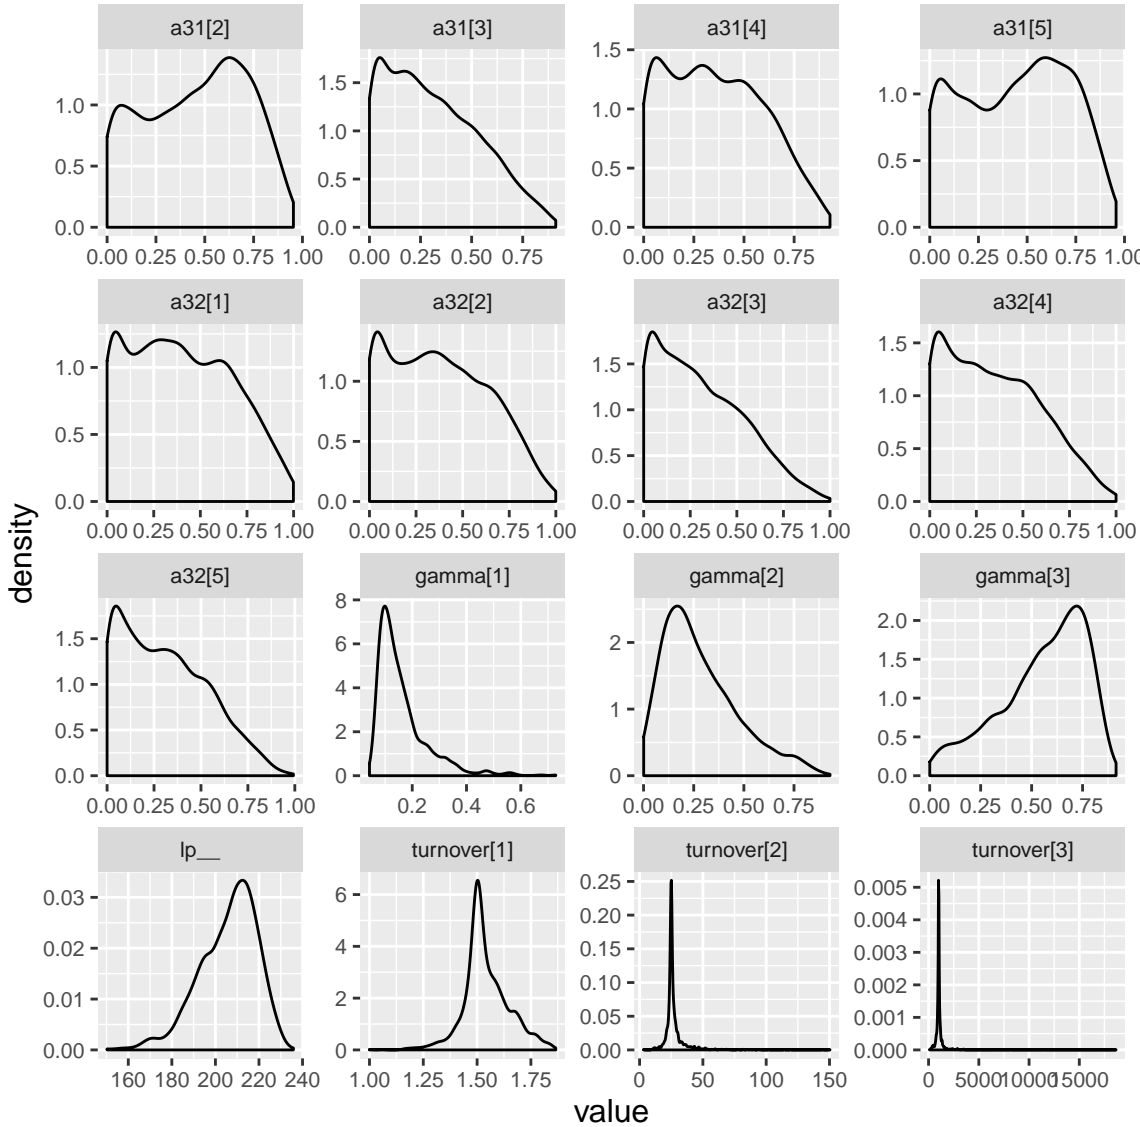 a31[2] a31[3] a31[4] a31[5]
1.0 0.5 0.0
1.5 1.0 0.5 0.0
1.5 1.0 0.5 0.0
1.0 0.5 0.0
0.00 0.25 0.50 0.75 1.00 0.00 0.25 0.50 0.75 0.00 0.25 0.50 0.75 0.00 0.25 0.50 0.75 1.00
a32[1] a32[2] a32[3] a32[4]
1.0 0.5 0.0
1.0 0.5 0.0
1.5 1.0 0.5 0.0
1.5 1.0 0.5 0.0
0.00 0.25 0.50 0.75 1.00 0.00 0.25 0.50 0.75 1.00 0.00 0.25 0.50 0.75 1.00 0.00 0.25 0.50 0.75 1.00
density
a32[5] gamma[1] gamma[2] gamma[3]
1.5 1.0 0.5 0.0
8 6 4 2 0
2 1 0
2.0 1.5 1.0 0.5 0.0
0.00 0.25 0.50 0.75 1.00 0.2 0.4 0.6 0.00 0.25 0.50 0.75 0.00 0.25 0.50 0.75
lp__ turnover[1] turnover[2] turnover[3]
0.03 0.02 0.01 0.00
6 4 2 0
0.25 0.20 0.15 0.10 0.05 0.00
0.005 0.004 0.003 0.002 0.001 0.000
160 180 200 220 240 1.00 1.25 1.50 1.75 0 50 100 150 0 5000 10000 15000
value